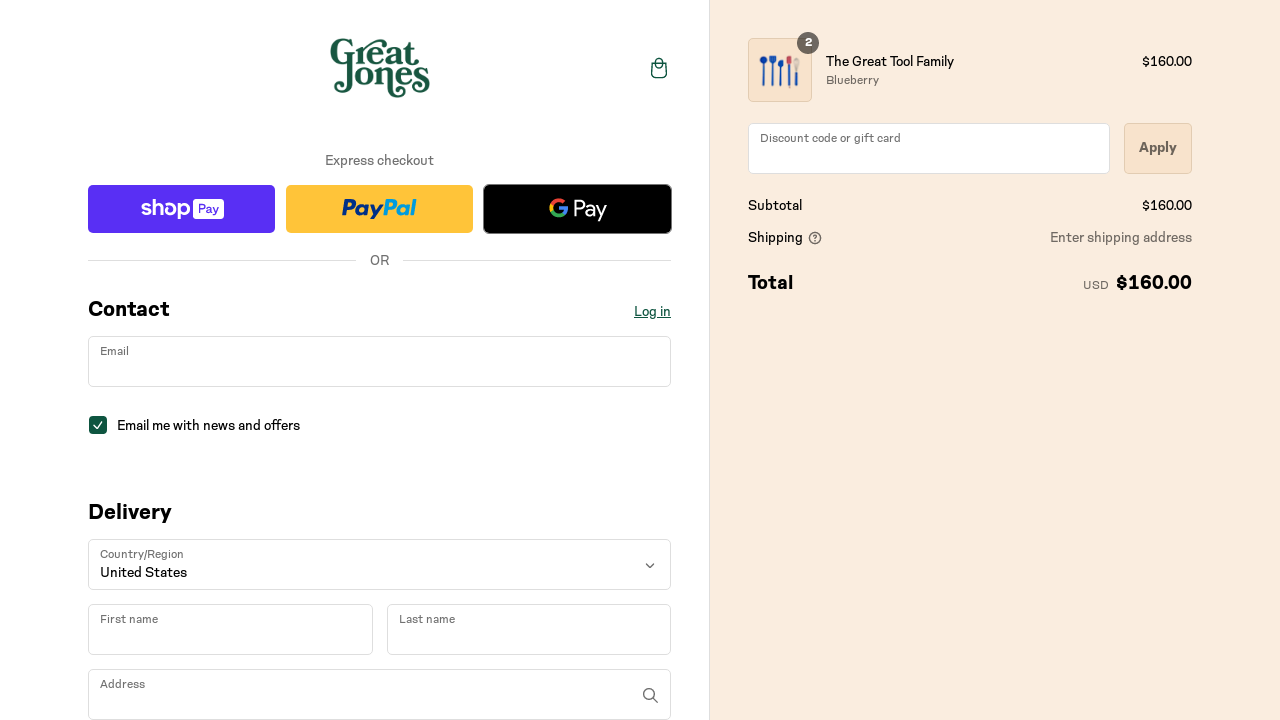 Great Jones
Express checkout
shop Pay
PayPal
G Pay
OR
Contact
Log in
Email
Email me with news and offers
Delivery
Country/Region
United States
First name
Last name
Address
2
The Great Tool Family
$160.00
Blueberry
Discount code or gift card
Apply
Subtotal
$160.00
Shipping
Enter shipping address
Total
USD $160.00